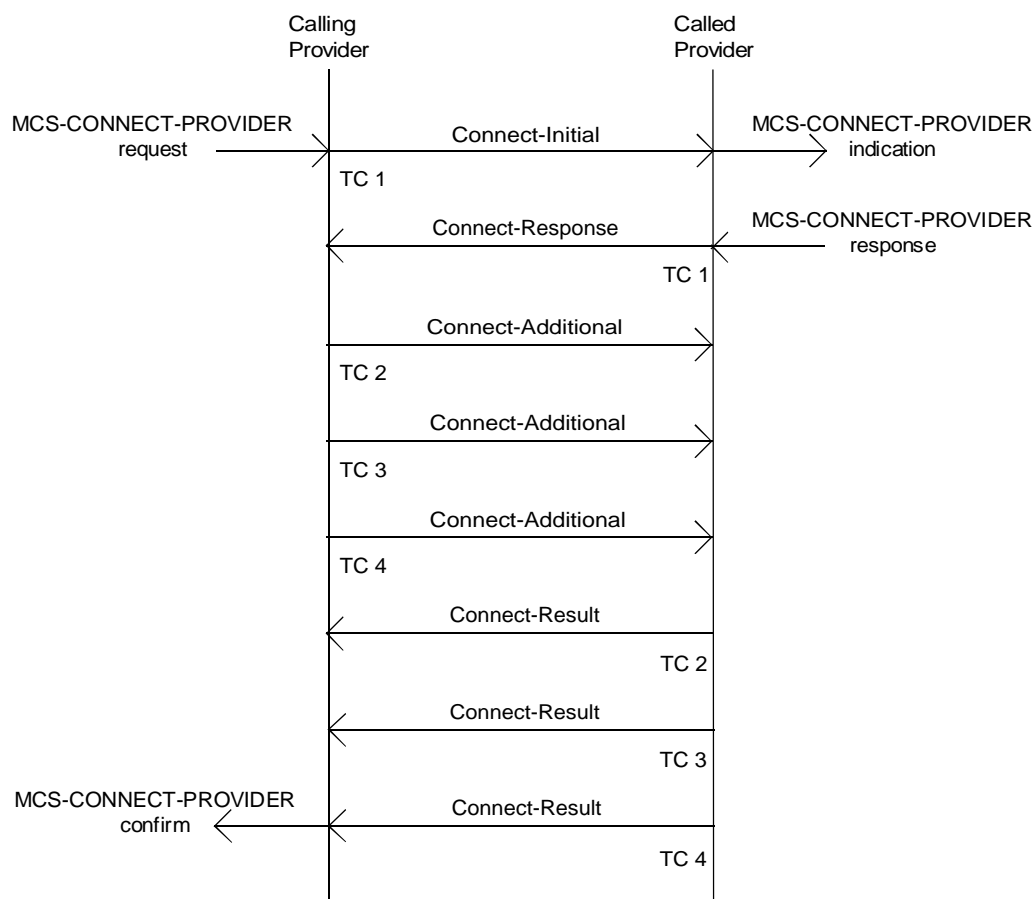 Calling
Provider
Called
Provider
MCS-CONNECT-PROVIDER
request
Connect-Initial
MCS-CONNECT-PROVIDER
indication
TC 1
Connect-Response
MCS-CONNECT-PROVIDER
response
TC 1
Connect-Additional
TC 2
Connect-Additional
TC 3
Connect-Additional
TC 4
Connect-Result
TC 2
Connect-Result
TC 3
MCS-CONNECT-PROVIDER
confirm
Connect-Result
TC 4